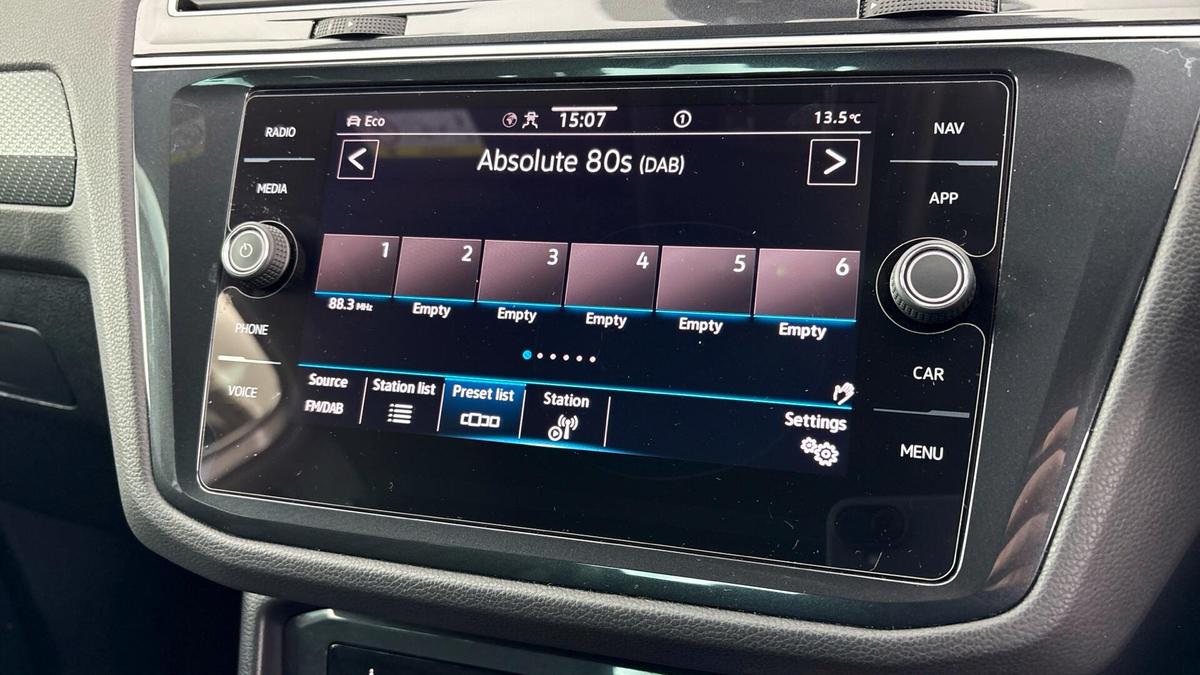 RADIO
MEDIA
PHONE
VOICE
Eco 15:07 1 13.5°C
< Absolute 80s (DAB) >
1 2 3 4 5 6
88.3 MHz Empty Empty Empty Empty Empty
Source Station list Preset list Station Settings
FM/DAB
NAV
APP
CAR
MENU